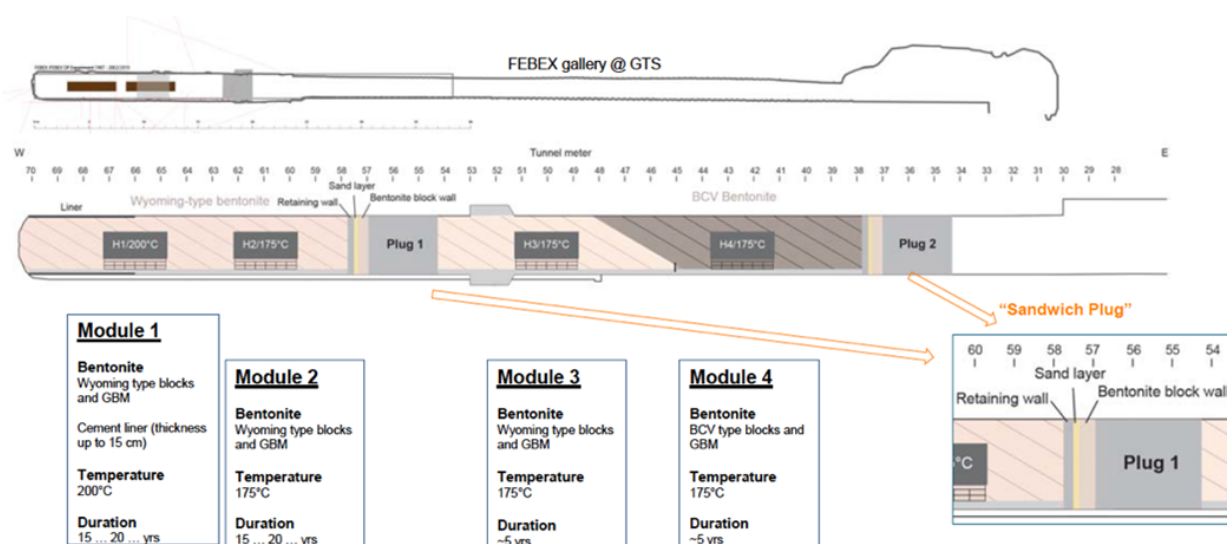 FEBEX gallery @ GTS
W
Tunnel meter
E
70 69 68 67 66 65 64 63 62 61 60 59 58 57 56 55 54 53 52 51 50 49 48 47 46 45 44 43 42 41 40 39 38 37 36 35 34 33 32 31 30 29 28
Sand layer
Liner
Wyoming-type bentonite
Retaining wall
Bentonite block wall
BCV Bentonite
H1/200°C
H2/175°C
Plug 1
H3/175°C
H4/175°C
Plug 2
"Sandwich Plug"
Module 1
Bentonite
Wyoming type blocks
and GBM
Cement liner (thickness
up to 15 cm)
Temperature
200°C
Duration
15 ... 20 ... yrs
Module 2
Bentonite
Wyoming type blocks
and GBM
Temperature
175°C
Duration
15 ... 20 ... yrs
Module 3
Bentonite
Wyoming type blocks
and GBM
Temperature
175°C
Duration
~5 yrs
Module 4
Bentonite
BCV type blocks and
GBM
Temperature
175°C
Duration
~5 yrs
60 59 58 57 56 55 54
Sand layer
Retaining wall
Bentonite block wall
°C
Plug 1